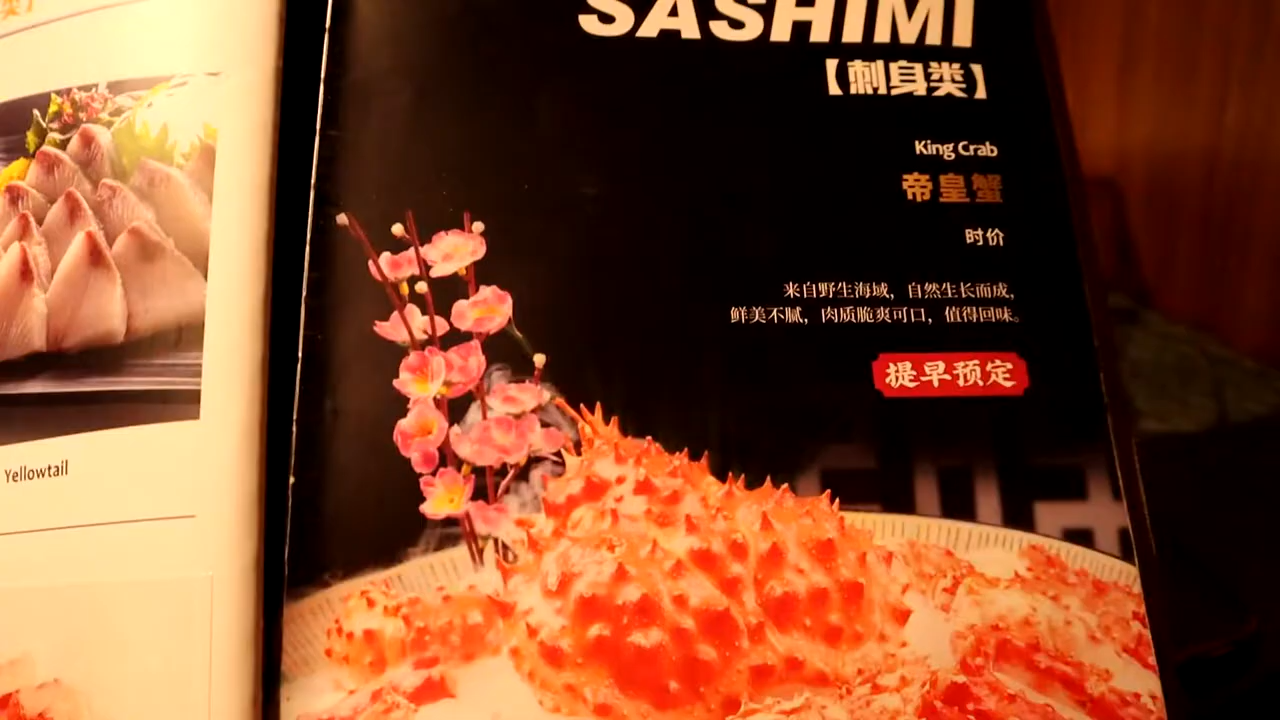 Yellowtail
SASHIMI
【刺身类】
King Crab
帝皇蟹
时价
来自野生海域，自然生长而成，
鲜美不腻，肉质脆爽可口，值得回味。
提早预定